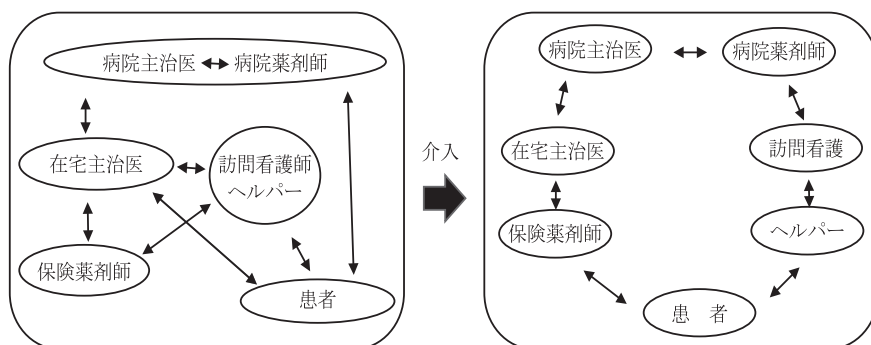 病院主治医 病院薬剤師
在宅主治医
訪問看護師
ヘルパー
保険薬剤師
患者
介入
病院主治医
病院薬剤師
在宅主治医
訪問看護
保険薬剤師
ヘルパー
患　者